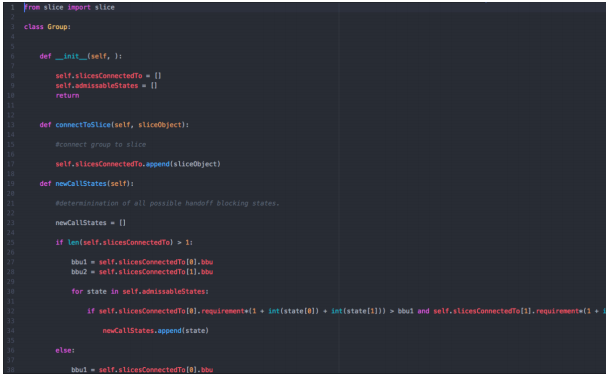 1 from slice import slice
2
3 class Group:
4
5
6 def __init__(self, ):
7
8 self.slicesConnectedTo = []
9 self.admissableStates = []
10 return
11
12
13 def connectToSlice(self, sliceObject):
14
15 #connect group to slice
16
17 self.slicesConnectedTo.append(sliceObject)
18
19 def newCallStates(self):
20
21 #determinination of all possible handoff blocking states.
22
23 newCallStates = []
24
25 if len(self.slicesConnectedTo) > 1:
26
27 bbu1 = self.slicesConnectedTo[0].bbu
28 bbu2 = self.slicesConnectedTo[1].bbu
29
30 for state in self.admissableStates:
31
32 if self.slicesConnectedTo[0].requirement*(1 + int(state[0]) + int(state[1])) > bbu1 and self.slicesConnectedTo[1].requirement*(1 + i
33
34 newCallStates.append(state)
35
36 else:
37
38 bbu1 = self.slicesConnectedTo[0].bbu